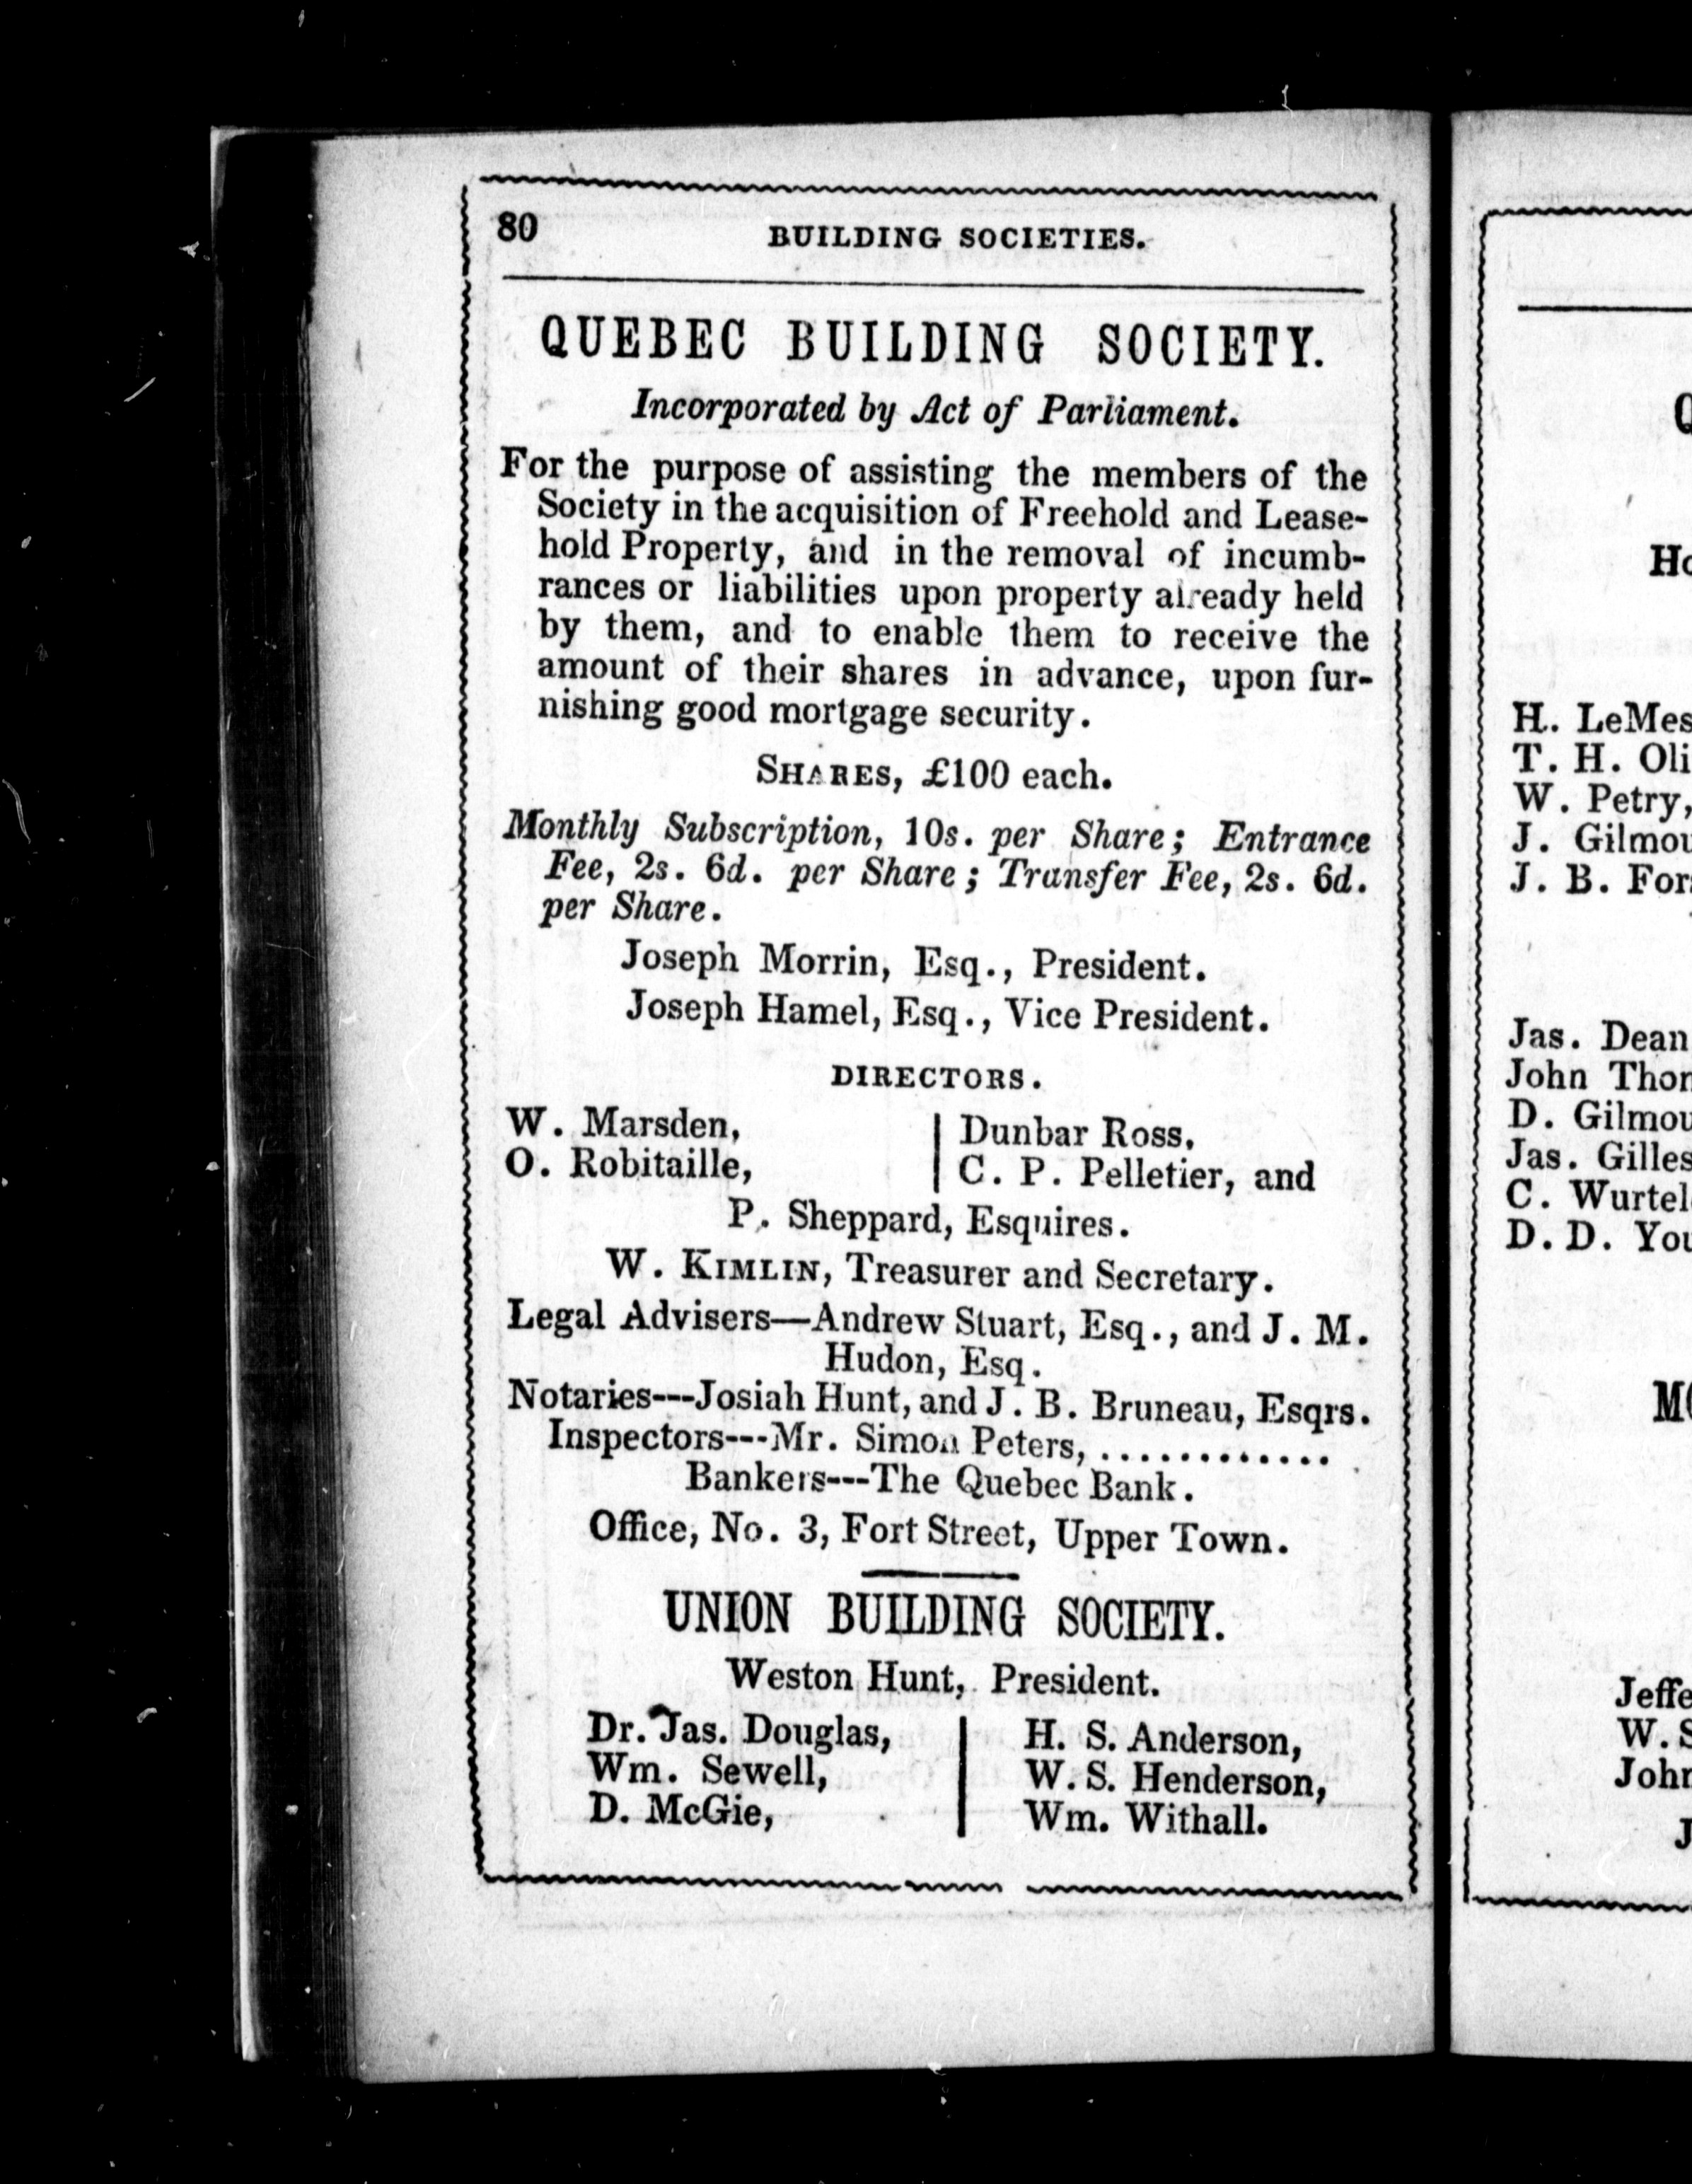 80
BUILDING SOCIETIES.
QUEBEC BUILDING SOCIETY.
Incorporated by Act of Parliament.
For the purpose of assisting the members of the
Society in the acquisition of Freehold and Lease-
hold Property, and in the removal of incumb-
rances or liabilities upon property already held
by them, and to enable them to receive the
amount of their shares in advance, upon fur-
nishing good mortgage security.
SHARES, £100 each.
Monthly Subscription, 10s. per Share; Entrance
Fee, 2s. 6d. per Share; Transfer Fee, 2s. 6d.
per Share.
Joseph Morrin, Esq., President.
Joseph Hamel, Esq., Vice President.
DIRECTORS.
W. Marsden,
O. Robitaille,
Dunbar Ross,
C. P. Pelletier, and
P. Sheppard, Esquires.
W. KIMLIN, Treasurer and Secretary.
Legal Advisers—Andrew Stuart, Esq., and J. M.
Hudon, Esq.
Notaries---Josiah Hunt, and J. B. Bruneau, Esqrs.
Inspectors---Mr. Simon Peters, .............
Bankers---The Quebec Bank.
Office, No. 3, Fort Street, Upper Town.
UNION BUILDING SOCIETY.
Weston Hunt, President.
Dr. Jas. Douglas,
Wm. Sewell,
D. McGie,
H. S. Anderson,
W. S. Henderson,
Wm. Withall.
H. LeMes
T. H. Oli
W. Petry,
J. Gilmou
J. B. For
Jas. Dean
John Thom
D. Gilmou
Jas. Gilles
C. Wurtel
D. D. You
Jeffe
W. S
John
J